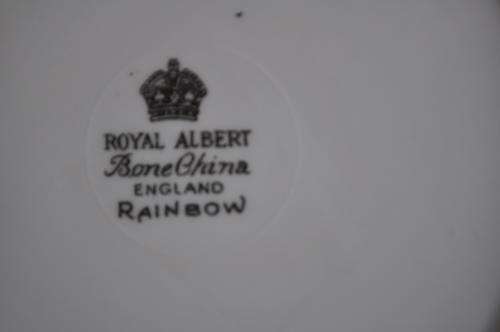 ROYAL ALBERT
Bone China
ENGLAND
RAINBOW